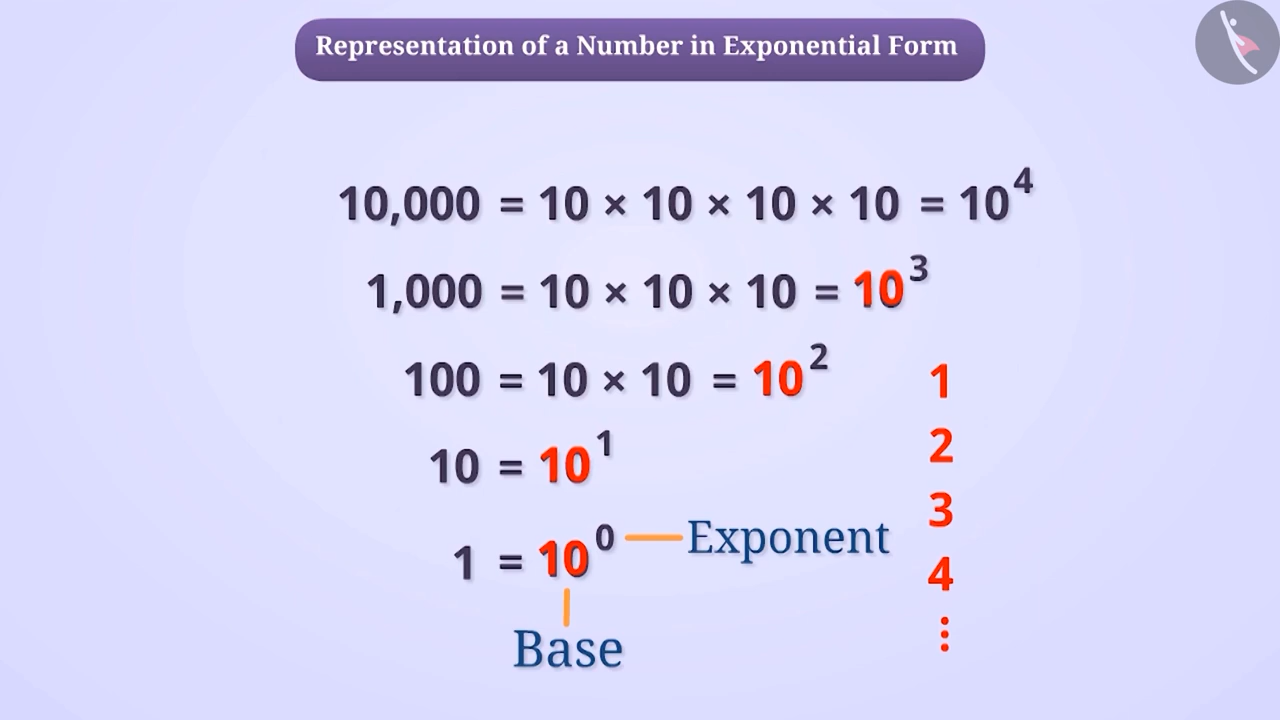 Representation of a Number in Exponential Form
10,000 = 10 × 10 × 10 × 10 = 10⁴
1,000 = 10 × 10 × 10 = 10³
100 = 10 × 10 = 10²
10 = 10¹
1 = 10⁰
Exponent
Base
1
2
3
4
⋮